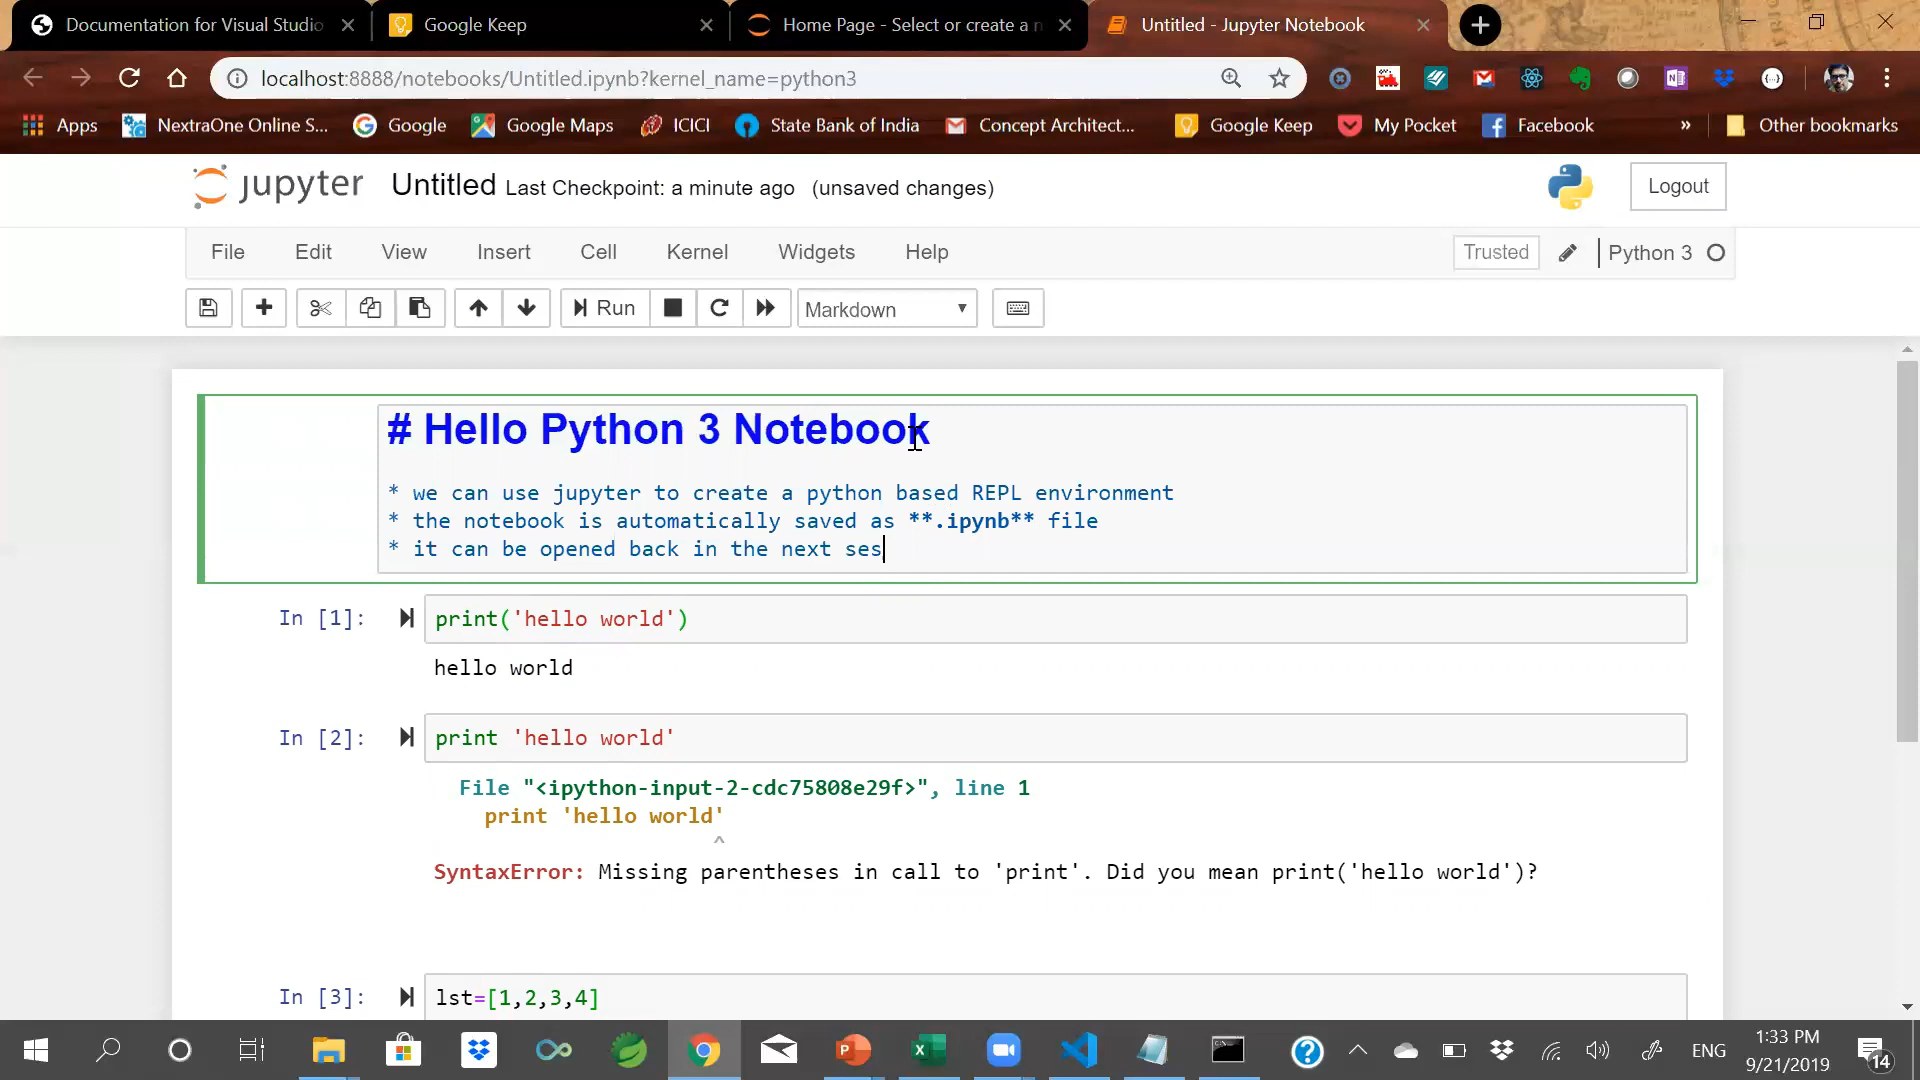 Documentation for Visual Studio
Google Keep
Home Page - Select or create a n
Untitled - Jupyter Notebook
localhost:8888/notebooks/Untitled.ipynb?kernel_name=python3
Apps
NextraOne Online S...
Google
Google Maps
ICICI
State Bank of India
Concept Architect...
Google Keep
My Pocket
Facebook
»
Other bookmarks
jupyter Untitled Last Checkpoint: a minute ago (unsaved changes)
Logout
File Edit View Insert Cell Kernel Widgets Help
Trusted
Python 3
Run
Markdown
# Hello Python 3 Notebook
* we can use jupyter to create a python based REPL environment
* the notebook is automatically saved as **.ipynb** file
* it can be opened back in the next ses
In [1]: print('hello world')
hello world
In [2]: print 'hello world'
File "<ipython-input-2-cdc75808e29f>", line 1
print 'hello world'
^
SyntaxError: Missing parentheses in call to 'print'. Did you mean print('hello world')?
In [3]: lst=[1,2,3,4]
ENG
1:33 PM
9/21/2019
14